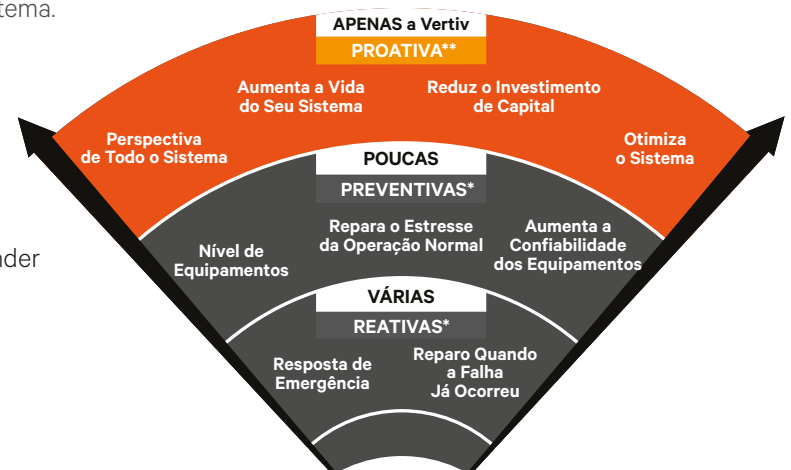 APENAS a Vertiv
PROATIVA**
Aumenta a Vida
do Seu Sistema
Reduz o Investimento
de Capital
Perspectiva
de Todo o Sistema
Otimiza
o Sistema
POUCAS
PREVENTIVAS*
Nível de
Equipamentos
Repara o Estresse
da Operação Normal
Aumenta a
Confiabilidade
dos Equipamentos
VÁRIAS
REATIVAS*
Resposta de
Emergência
Reparo Quando
a Falha
Já Ocorreu